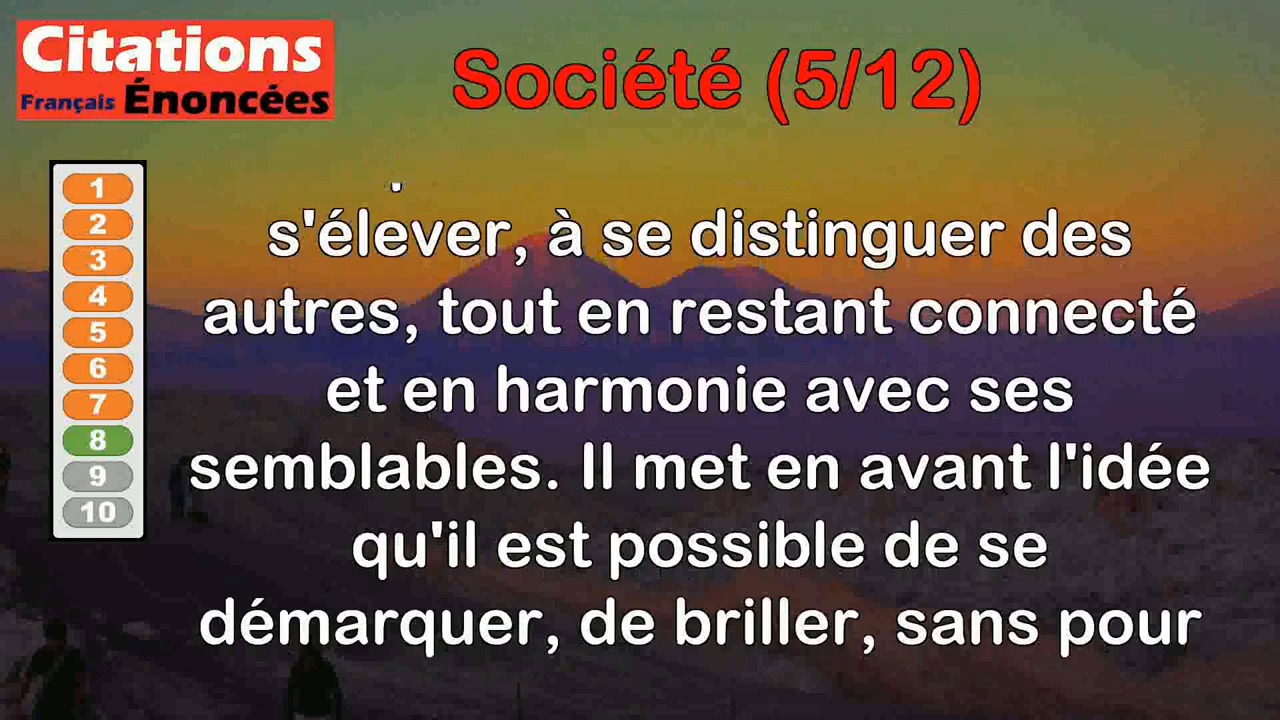 Citations
Français Énoncées
Société (5/12)
1
2
3
4
5
6
7
8
9
10
s'élever, à se distinguer des
autres, tout en restant connecté
et en harmonie avec ses
semblables. Il met en avant l'idée
qu'il est possible de se
démarquer, de briller, sans pour